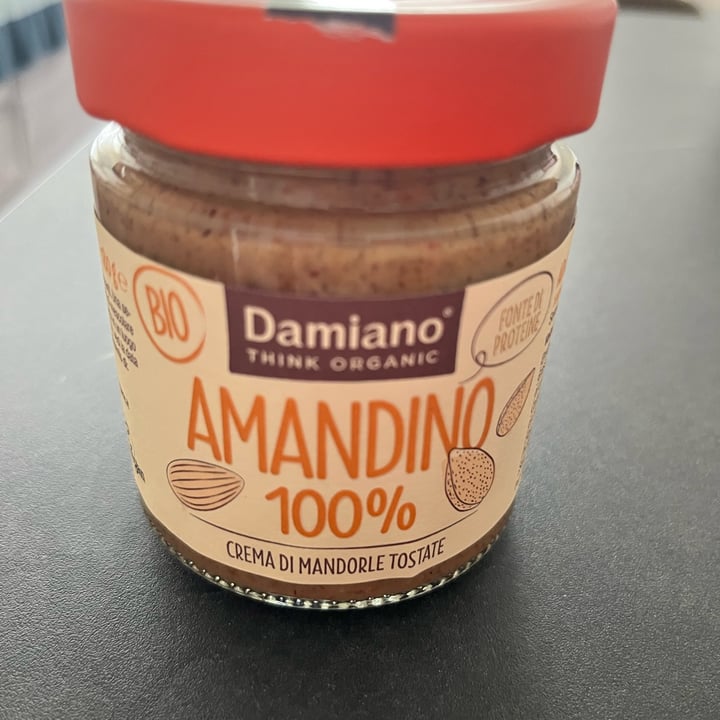 BIO
Damiano®
THINK ORGANIC
FONTE DI
PROTEINE
AMANDINO
100%
CREMA DI MANDORLE TOSTATE